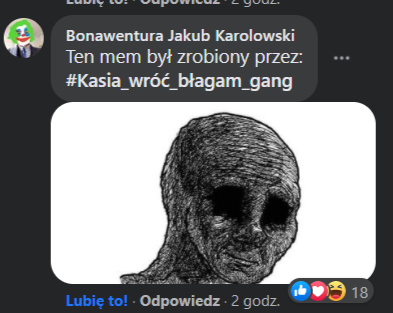 Lubię to! · Odpowiedz · 2 godz.
Bonawentura Jakub Karolowski
Ten mem był zrobiony przez:
#Kasia_wróć_błagam_gang
Lubię to! · Odpowiedz · 2 godz.
18